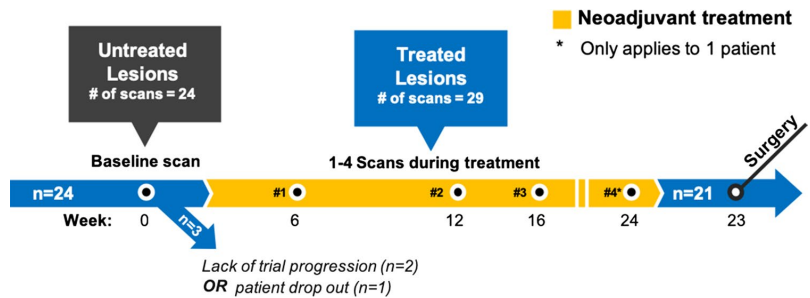 Neoadjuvant treatment
* Only applies to 1 patient
Untreated
Lesions
# of scans = 24
Treated
Lesions
# of scans = 29
Baseline scan
1-4 Scans during treatment
Surgery
n=24
#1
#2
#3
#4*
n=21
Week:
0
6
12
16
24
23
n=3
Lack of trial progression (n=2)
OR patient drop out (n=1)